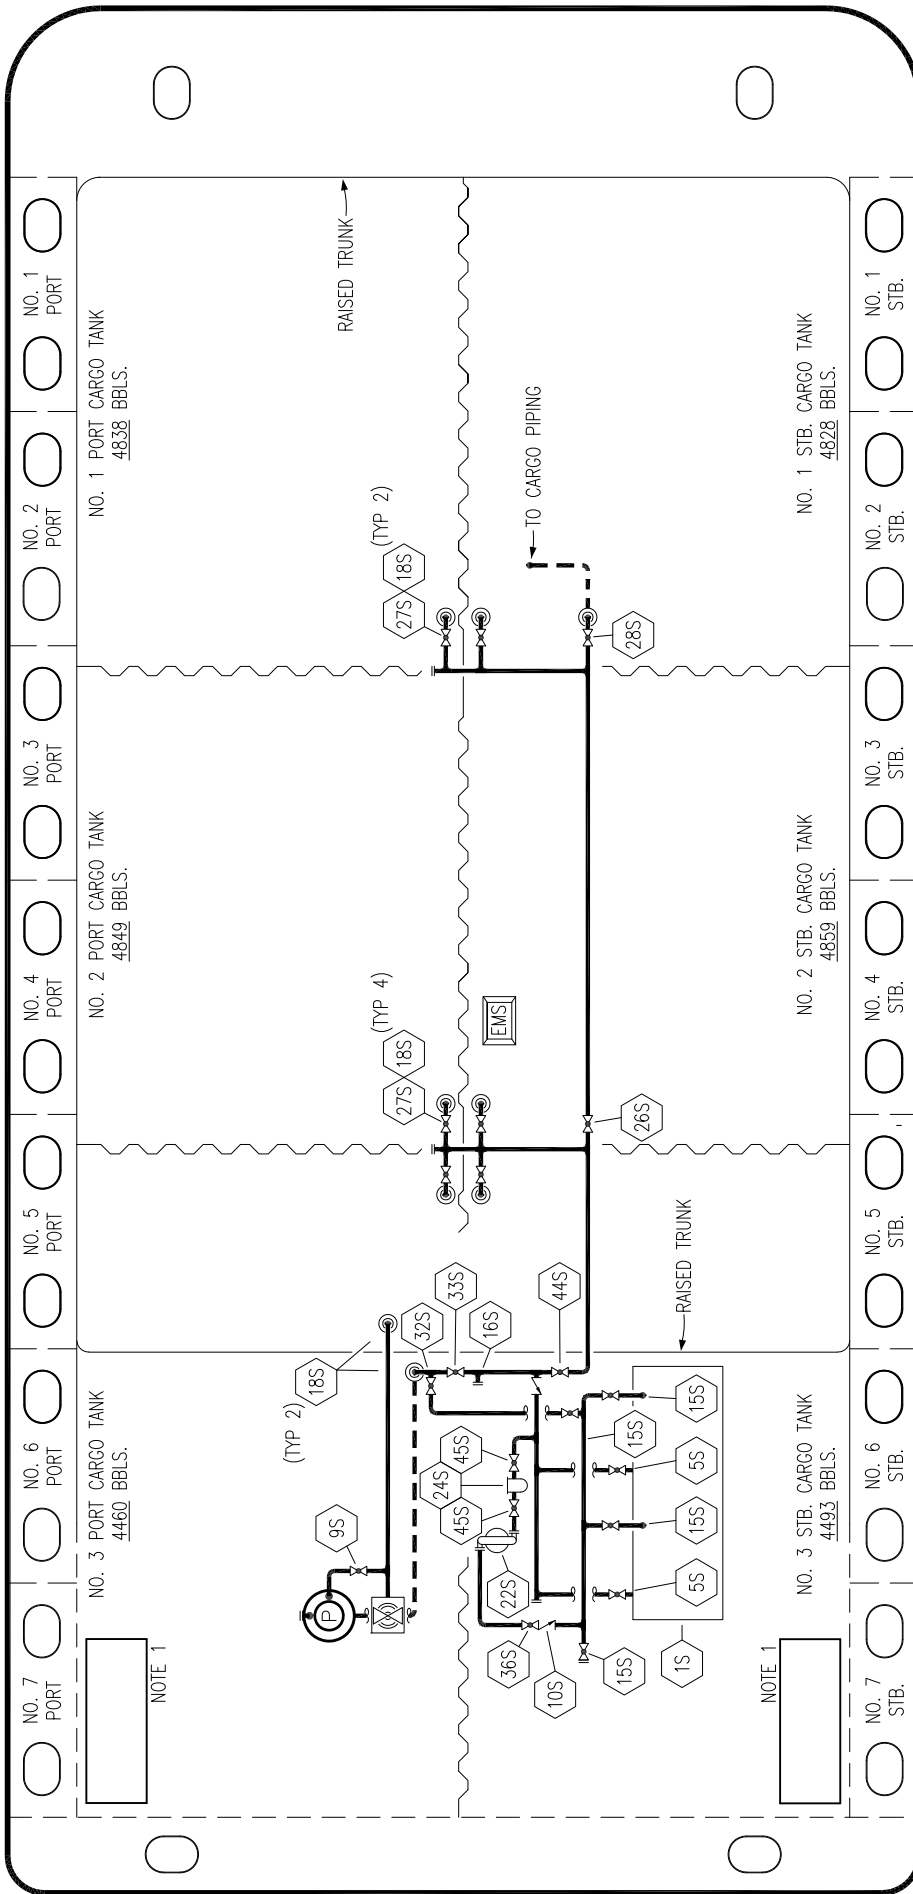 NO. 1
PORT
NO. 2
PORT
NO. 3
PORT
NO. 4
PORT
NO. 5
PORT
NO. 6
PORT
NO. 7
PORT
NO. 1 PORT CARGO TANK
4838 BBLS.
NO. 2 PORT CARGO TANK
4849 BBLS.
NO. 3 PORT CARGO TANK
4460 BBLS.
NOTE 1
RAISED TRUNK
(TYP 2)
27S
18S
(TYP 4)
27S
18S
(TYP 2)
18S
9S
P
32S
33S
16S
44S
EMS
TO CARGO PIPING
28S
26S
45S
24S
45S
22S
36S
10S
15S
15S
15S
5S
15S
5S
1S
RAISED TRUNK
NO. 1 STB. CARGO TANK
4828 BBLS.
NO. 2 STB. CARGO TANK
4859 BBLS.
NO. 3 STB. CARGO TANK
4493 BBLS.
NOTE 1
NO. 1
STB.
NO. 2
STB.
NO. 3
STB.
NO. 4
STB.
NO. 5
STB.
NO. 6
STB.
NO. 7
STB.